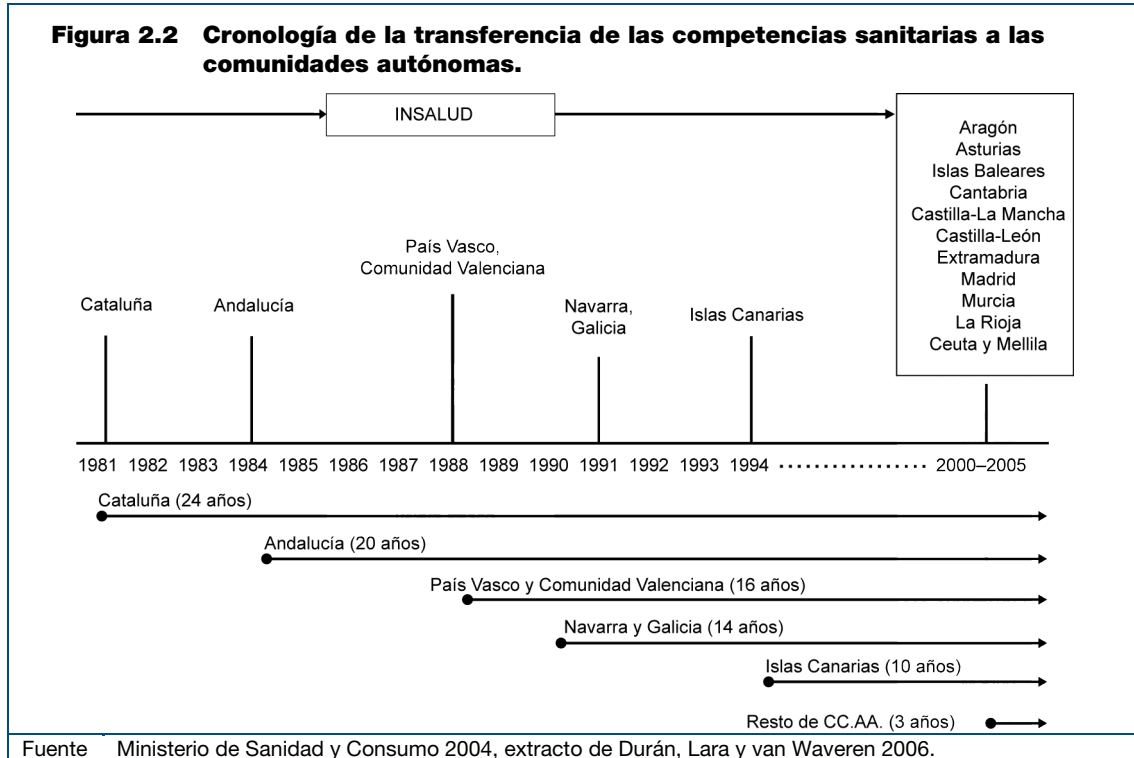 Figura 2.2 Cronología de la transferencia de las competencias sanitarias a las
comunidades autónomas.
INSALUD
Aragón
Asturias
Islas Baleares
Cantabria
Castilla-La Mancha
Castilla-León
Extremadura
Madrid
Murcia
La Rioja
Ceuta y Mellila
País Vasco,
Comunidad Valenciana
Cataluña
Andalucía
Navarra,
Galicia
Islas Canarias
1981 1982 1983 1984 1985 1986 1987 1988 1989 1990 1991 1992 1993 1994 .................... 2000–2005
Cataluña (24 años)
Andalucía (20 años)
País Vasco y Comunidad Valenciana (16 años)
Navarra y Galicia (14 años)
Islas Canarias (10 años)
Resto de CC.AA. (3 años)
Fuente Ministerio de Sanidad y Consumo 2004, extracto de Durán, Lara y van Waveren 2006.